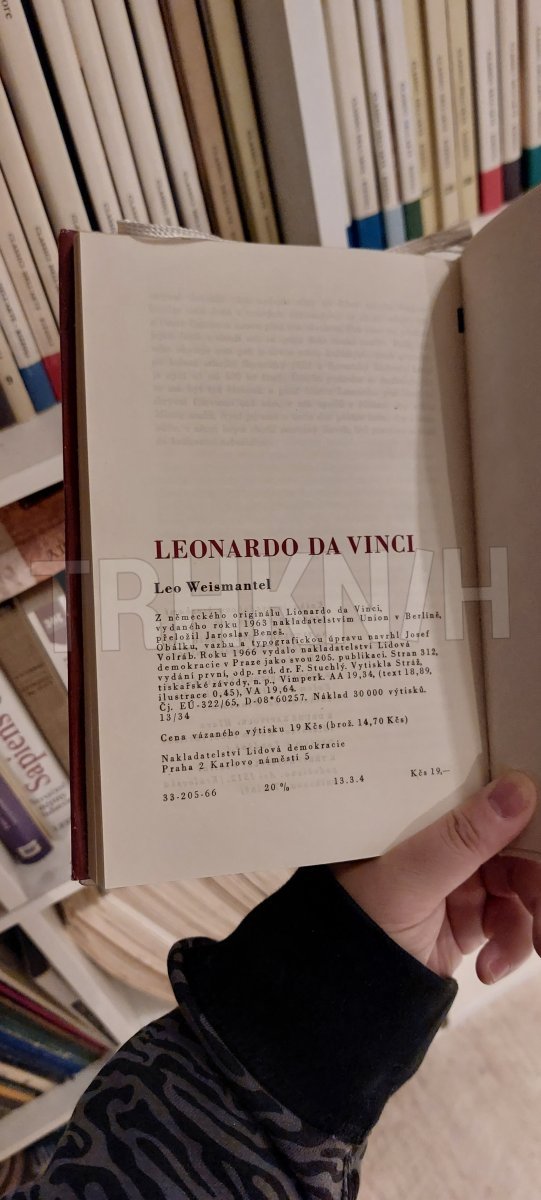 LEONARDO DA VINCI
Leo Weismantel
Z německého originálu Lionardo da Vinci,
vydaného roku 1963 nakladatelstvím Union v Berlíně,
přeložil Jaroslav Beneš.
Obálku, vazbu a typografickou úpravu navrhl Josef
Volráb. Roku 1966 vydalo nakladatelství Lidová
demokracie v Praze jako svou 205. publikaci. Stran 312,
vydání první, odp. red. dr. F. Stuchlý. Vytiskla Stráž,
tiskařské závody, n. p., Vimperk. AA 19,34, (text 18,89,
ilustrace 0,45), VA 19,64.
Čj. EÚ-322/65, D-08*60257. Náklad 30 000 výtisků.
13/34
Cena vázaného výtisku 19 Kčs (brož. 14,70 Kčs)
Nakladatelství Lidová demokracie
Praha 2 Karlovo náměstí 5
33-205-66 20 % 13.3.4 Kčs 19,—
Sapiens
TRHKNIH